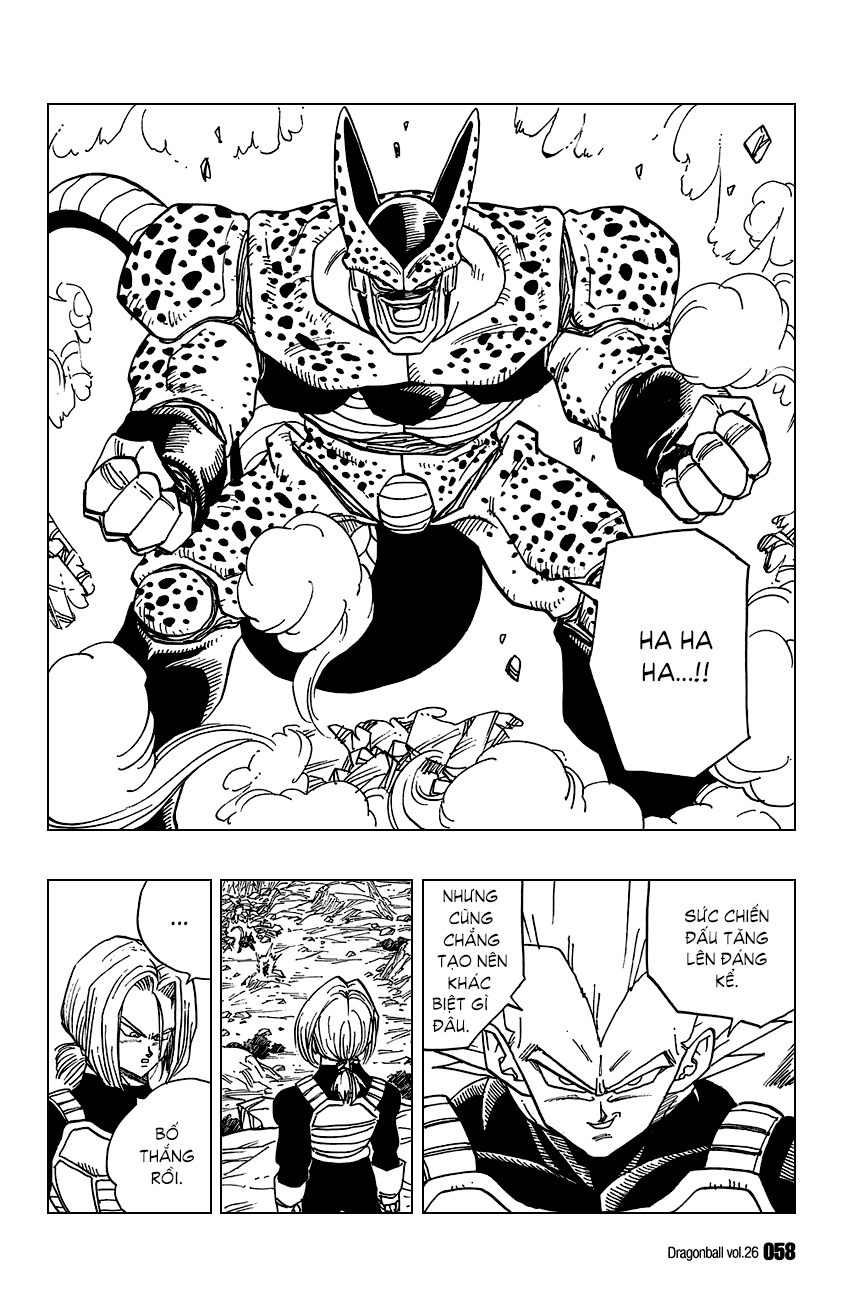 HA HA
HA...!!
SỨC CHIẾN
ĐẤU TĂNG
LÊN ĐÁNG
KỂ.
NHƯNG
CŨNG
CHẲNG
TẠO NÊN
KHÁC
BIỆT GÌ
ĐÂU.
...
BỐ
THẮNG
RỒI.
Dragonball vol.26 058